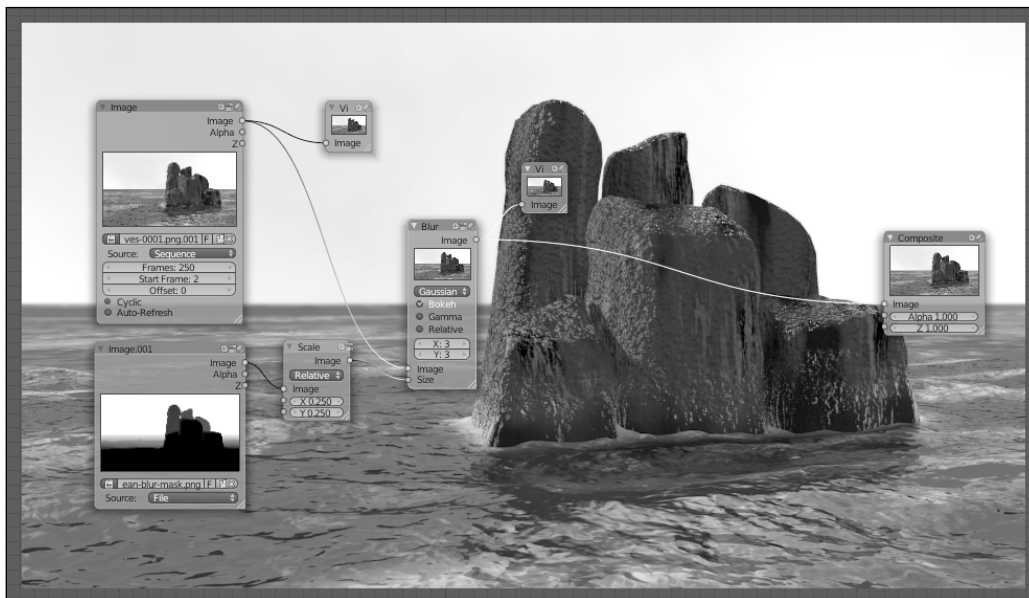 Image
Image
Alpha
Z
ves-0001.png.001 F
Source: Sequence
Frames: 250
Start Frame: 2
Offset: 0
Cyclic
Auto-Refresh
Vi
Image
Image.001
Image
Alpha
Z
ean-blur-mask.png F
Source: File
Scale
Image
Relative
Image
X 0.250
Y 0.250
Blur
Image
Gaussian
Bokeh
Gamma
Relative
X: 3
Y: 3
Image
Size
Vi
Image
Composite
Image
Alpha 1.000
Z 1.000